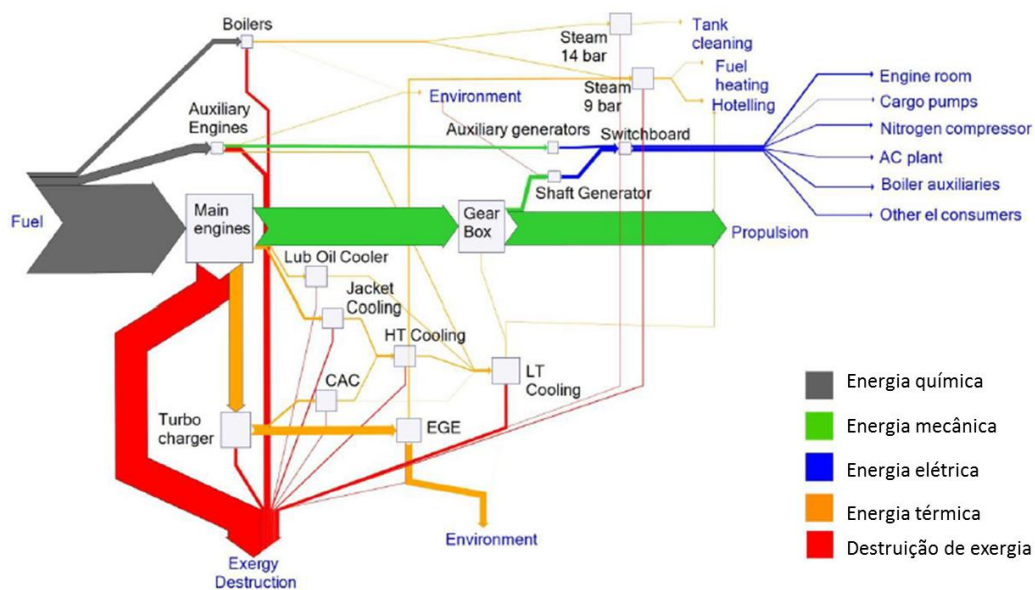 Boilers
Steam
14 bar
Tank
cleaning
Fuel
heating
Steam
9 bar
Hotelling
Environment
Auxiliary
Engines
Auxiliary generators
Switchboard
Engine room
Cargo pumps
Nitrogen compressor
AC plant
Boiler auxiliaries
Other el consumers
Shaft Generator
Fuel
Main
engines
Gear
Box
Propulsion
Lub Oil Cooler
Jacket
Cooling
HT Cooling
LT
Cooling
CAC
Turbo
charger
EGE
Environment
Exergy
Destruction
Energia química
Energia mecânica
Energia elétrica
Energia térmica
Destruição de exergia